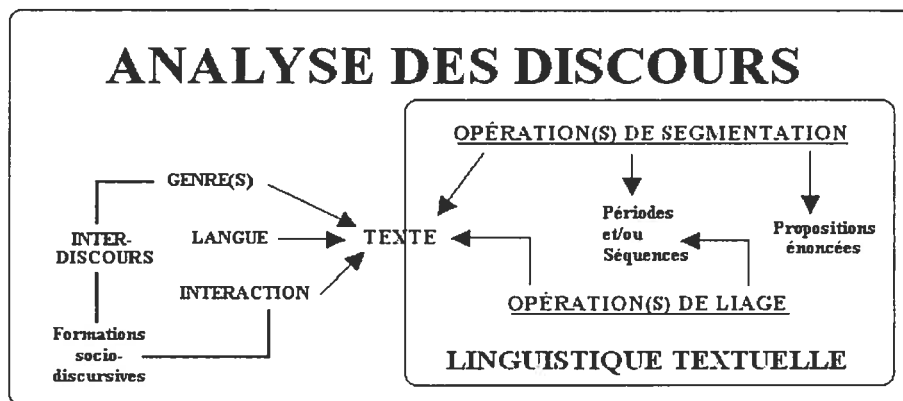 ANALYSE DES DISCOURS
OPÉRATION(S) DE SEGMENTATION
GENRE(S)
INTER-
DISCOURS
LANGUE
TEXTE
INTERACTION
Formations
socio-
discursives
Périodes
et/ou
Séquences
Propositions
énoncées
OPÉRATION(S) DE LIAGE
LINGUISTIQUE TEXTUELLE